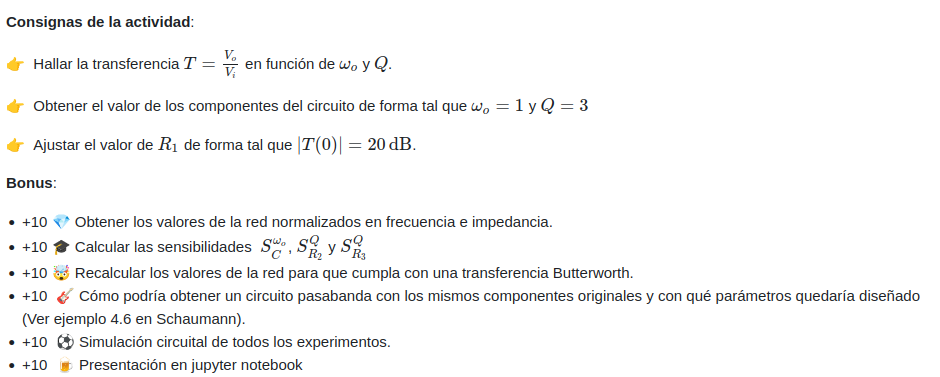 Consignas de la actividad:
👉 Hallar la transferencia T = V_o/V_i en función de ω_o y Q.
👉 Obtener el valor de los componentes del circuito de forma tal que ω_o = 1 y Q = 3
👉 Ajustar el valor de R_1 de forma tal que |T(0)| = 20 dB.
Bonus:
• +10 💎 Obtener los valores de la red normalizados en frecuencia e impedancia.
• +10 🎓 Calcular las sensibilidades S_C^{ω_o}, S_{R_2}^Q y S_{R_3}^Q
• +10 🤯 Recalcular los valores de la red para que cumpla con una transferencia Butterworth.
• +10 🎸 Cómo podría obtener un circuito pasabanda con los mismos componentes originales y con qué parámetros quedaría diseñado
(Ver ejemplo 4.6 en Schaumann).
• +10 ⚽ Simulación circuital de todos los experimentos.
• +10 🍺 Presentación en jupyter notebook